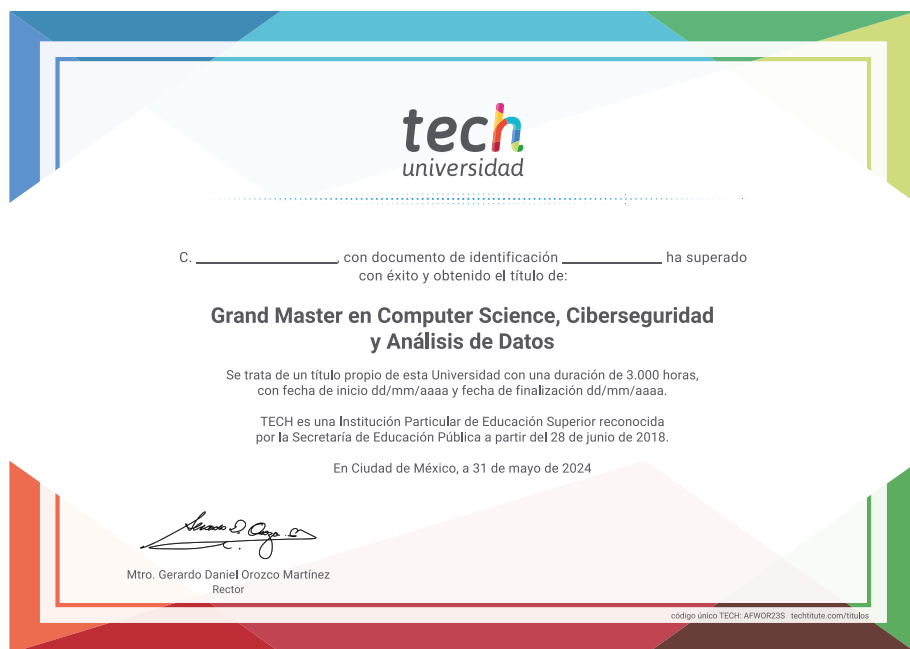 tech
universidad
C. ____________, con documento de identificación ____________ ha superado
con éxito y obtenido el título de:
Grand Master en Computer Science, Ciberseguridad
y Análisis de Datos
Se trata de un título propio de esta Universidad con una duración de 3.000 horas,
con fecha de inicio dd/mm/aaaa y fecha de finalización dd/mm/aaaa.
TECH es una Institución Particular de Educación Superior reconocida
por la Secretaría de Educación Pública a partir del 28 de junio de 2018.
En Ciudad de México, a 31 de mayo de 2024
Mtro. Gerardo Daniel Orozco Martínez
Rector
código único TECH: AFWOR23S techtitute.com/titulos